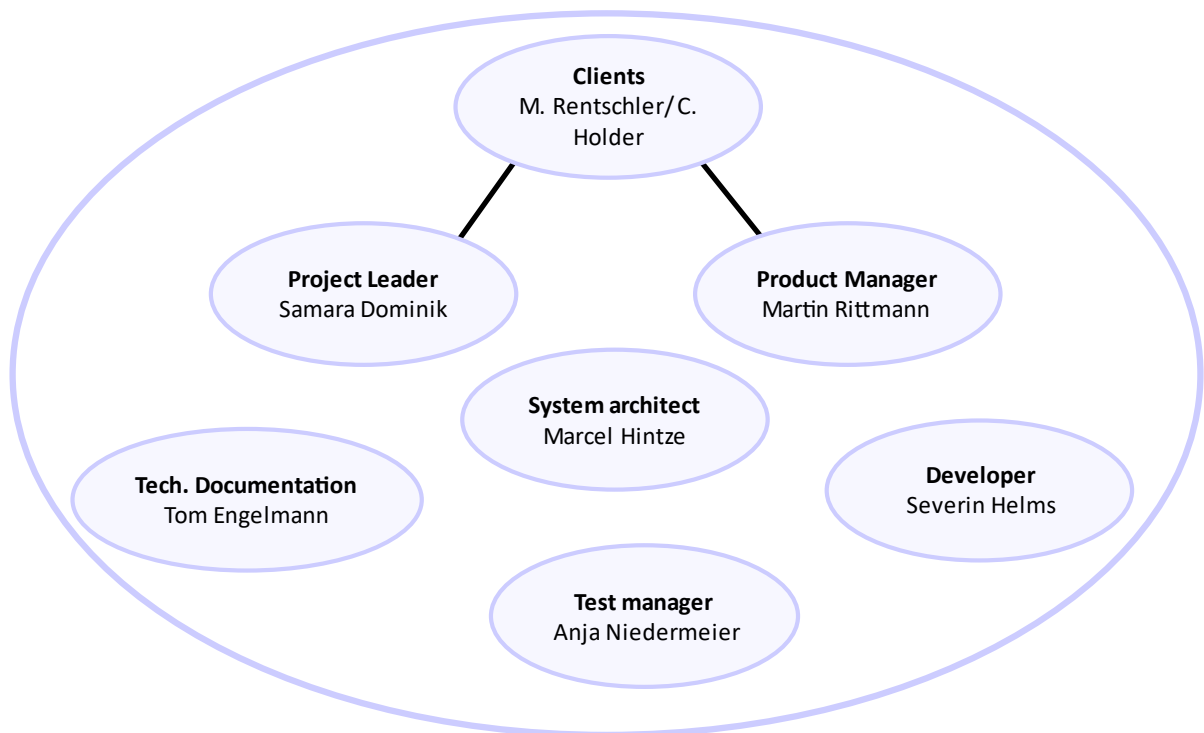 Clients
M. Rentschler/C.
Holder
Project Leader
Samara Dominik
Product Manager
Martin Rittmann
System architect
Marcel Hintze
Tech. Documentation
Tom Engelmann
Developer
Severin Helms
Test manager
Anja Niedermeier